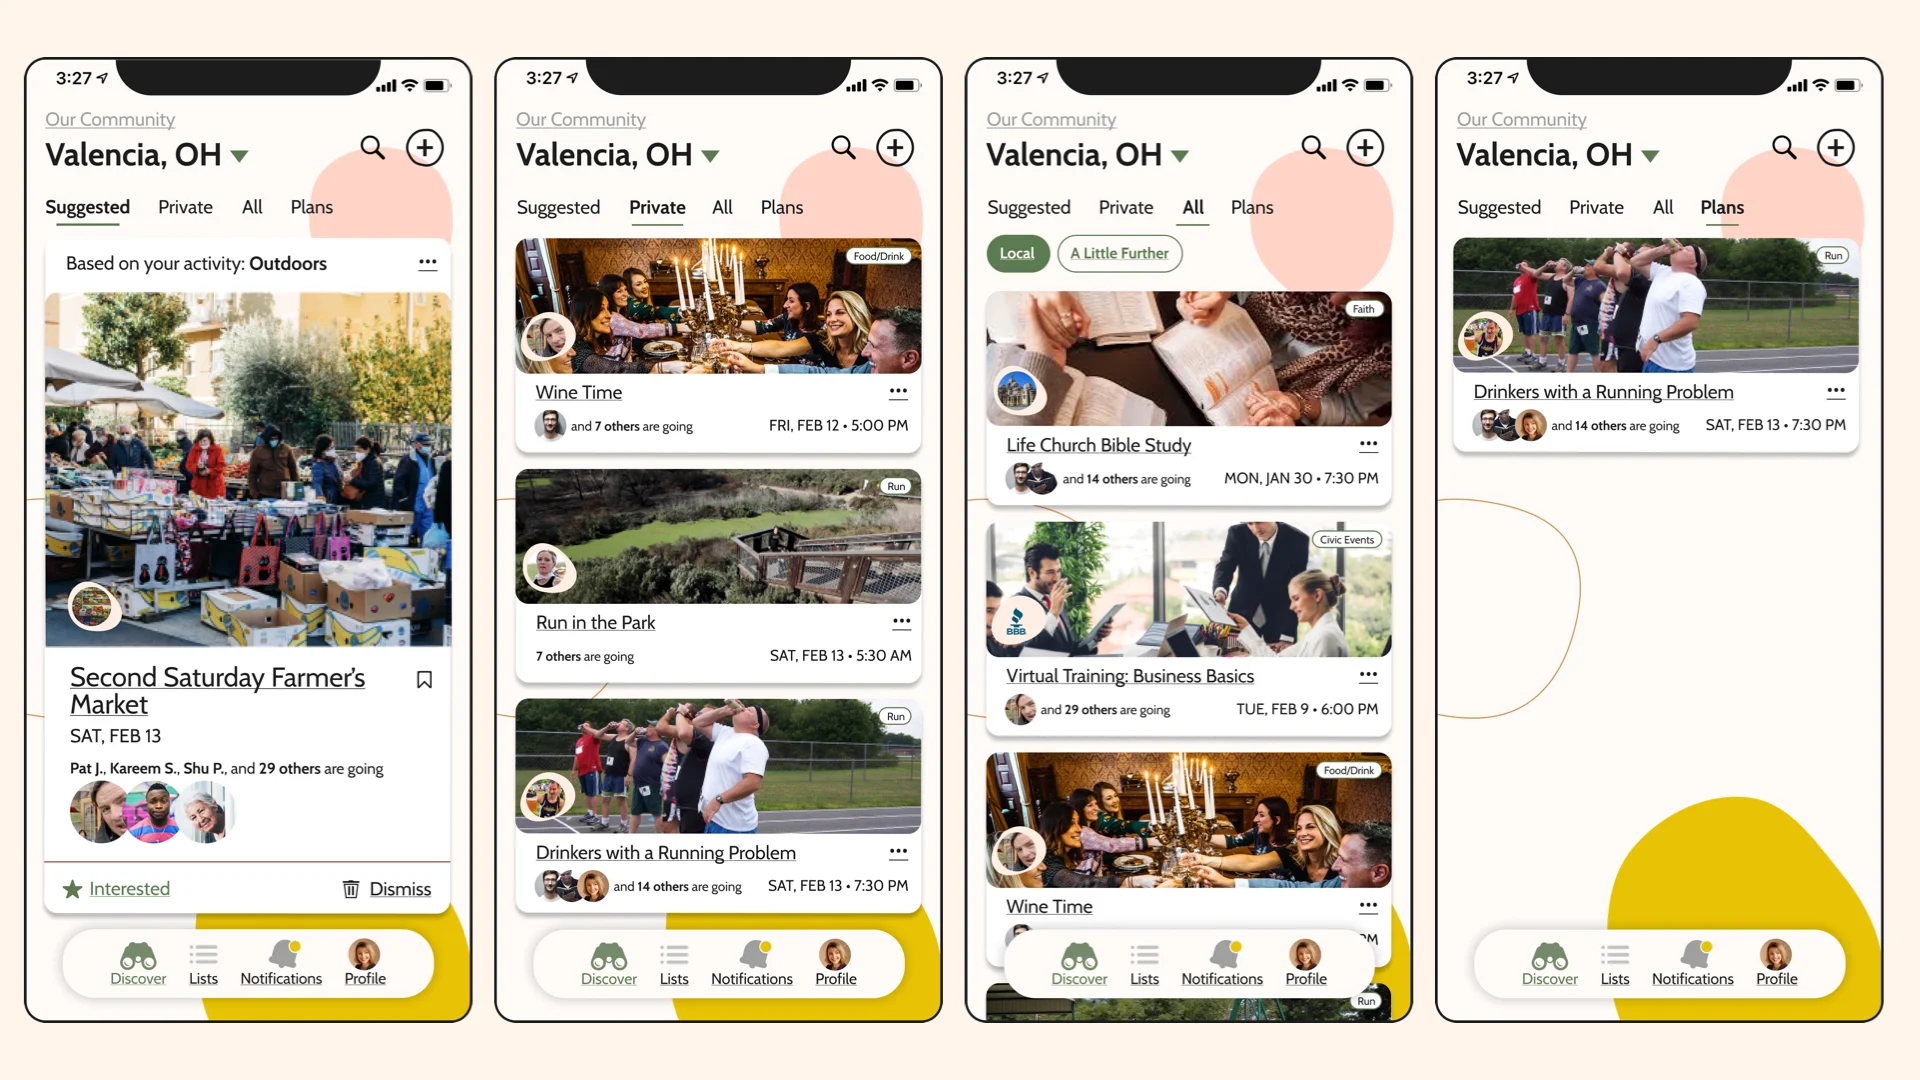 3:27
Our Community
Valencia, OH
Suggested Private All Plans
Based on your activity: Outdoors
Second Saturday Farmer's
Market
SAT, FEB 13
Pat J., Kareem S., Shu P., and 29 others are going
Interested
Dismiss
Discover Lists Notifications Profile
3:27
Our Community
Valencia, OH
Suggested Private All Plans
Food/Drink
Wine Time
and 7 others are going FRI, FEB 12 • 5:00 PM
Run
Run in the Park
7 others are going SAT, FEB 13 • 5:30 AM
Run
Drinkers with a Running Problem
and 14 others are going SAT, FEB 13 • 7:30 PM
Discover Lists Notifications Profile
3:27
Our Community
Valencia, OH
Suggested Private All Plans
Local A Little Further
Faith
Life Church Bible Study
and 14 others are going MON, JAN 30 • 7:30 PM
Civic Events
BBB
Virtual Training: Business Basics
and 29 others are going TUE, FEB 9 • 6:00 PM
Food/Drink
Wine Time
Discover Lists Notifications Profile
Run
3:27
Our Community
Valencia, OH
Suggested Private All Plans
Run
Drinkers with a Running Problem
and 14 others are going SAT, FEB 13 • 7:30 PM
Discover Lists Notifications Profile